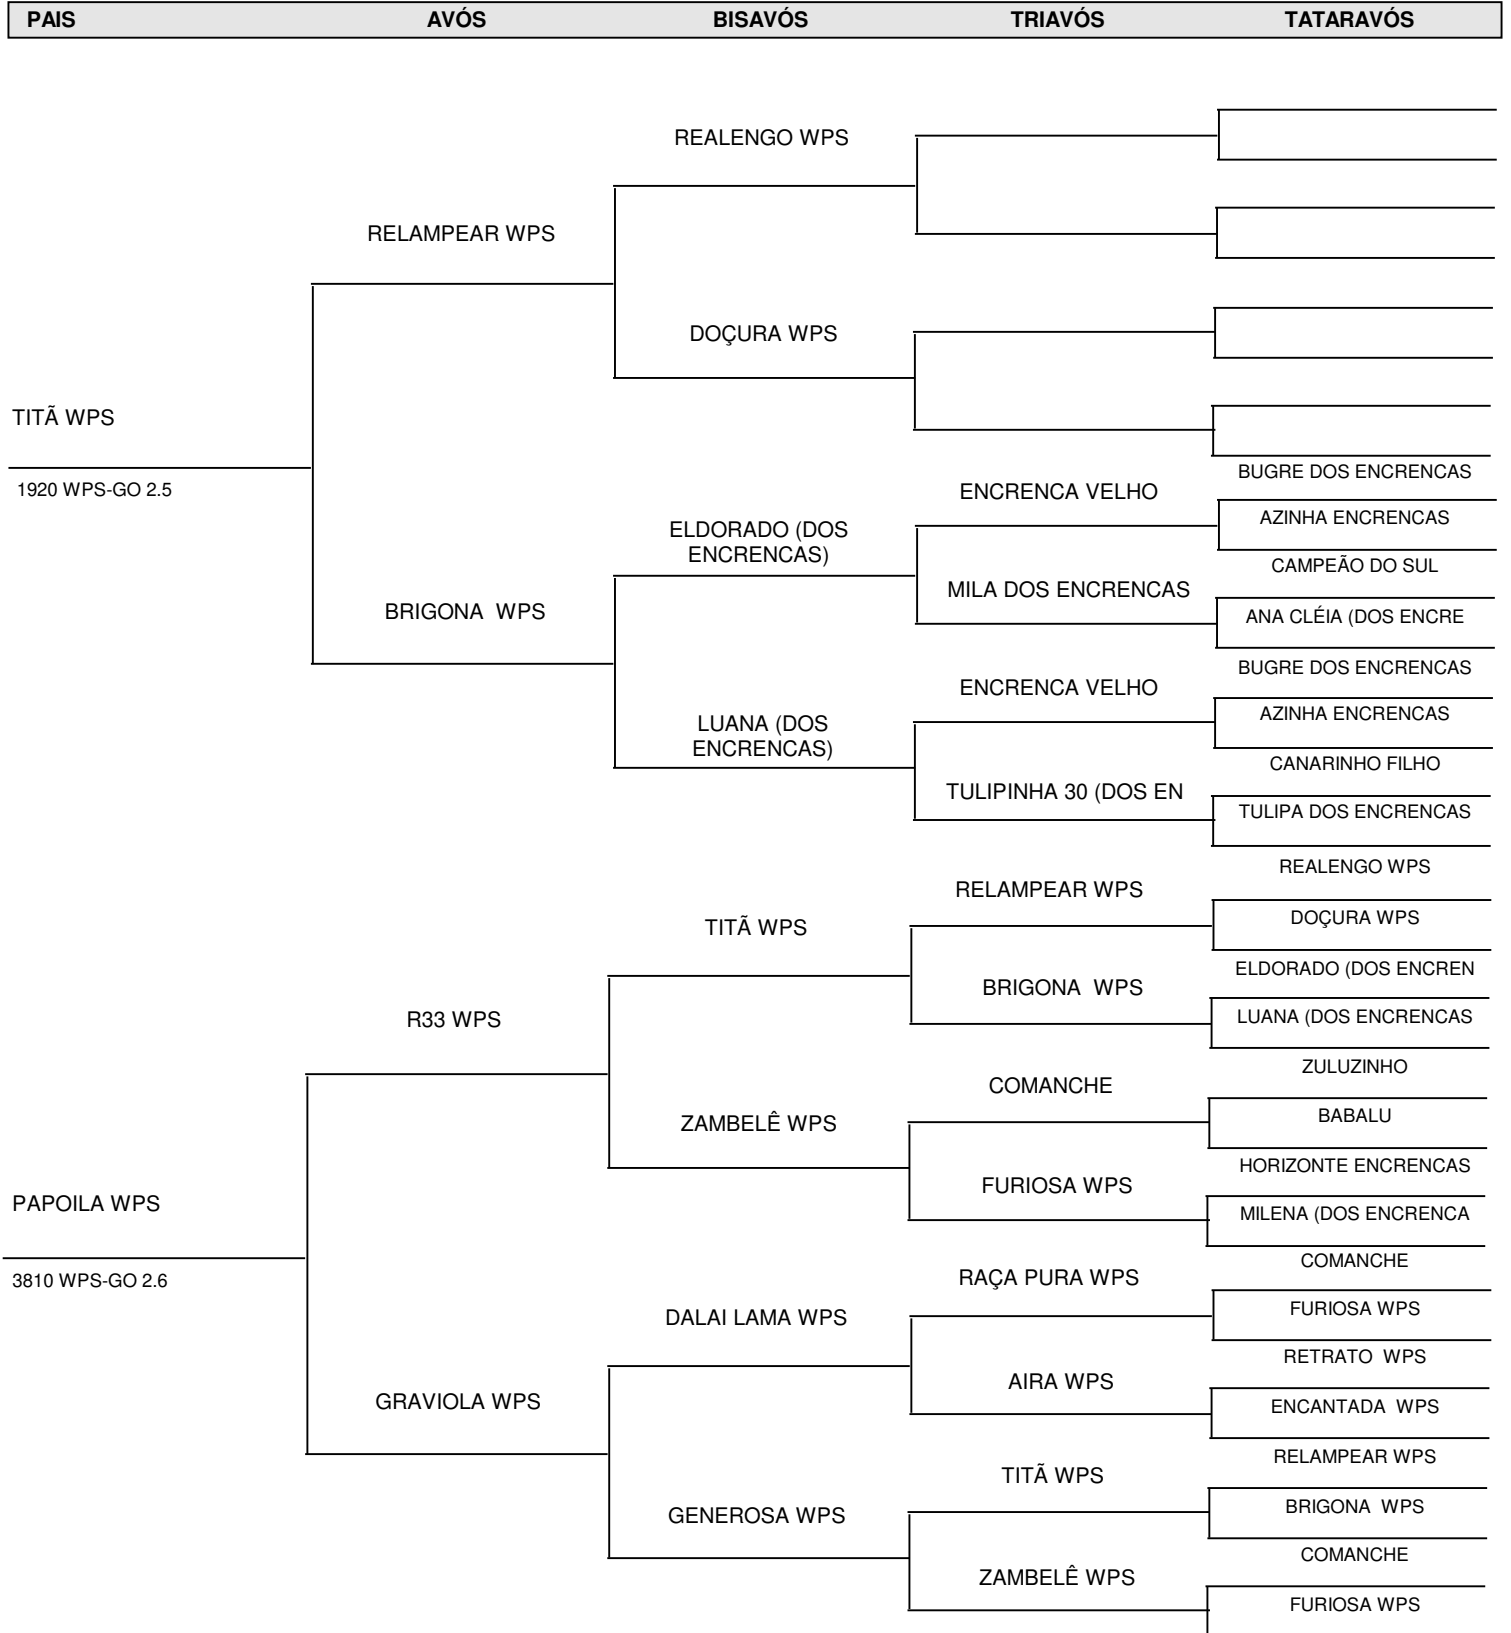 PAIS AVÓS BISAVÓS TRIAVÓS TATARAVÓS
REALENGO WPS
RELAMPEAR WPS
DOÇURA WPS
TITÃ WPS
BUGRE DOS ENCRENCAS
1920 WPS-GO 2.5
ENCRENCA VELHO
AZINHA ENCRENCAS
ELDORADO (DOS
ENCRENCAS)
CAMPEÃO DO SUL
MILA DOS ENCRENCAS
BRIGONA  WPS
ANA CLÉIA (DOS ENCRE
BUGRE DOS ENCRENCAS
ENCRENCA VELHO
AZINHA ENCRENCAS
LUANA (DOS
ENCRENCAS)
CANARINHO FILHO
TULIPINHA 30 (DOS EN
TULIPA DOS ENCRENCAS
REALENGO WPS
RELAMPEAR WPS
DOÇURA WPS
TITÃ WPS
ELDORADO (DOS ENCREN
BRIGONA  WPS
R33 WPS
LUANA (DOS ENCRENCAS
ZULUZINHO
COMANCHE
BABALU
ZAMBELÊ WPS
HORIZONTE ENCRENCAS
FURIOSA WPS
PAPOILA WPS
MILENA (DOS ENCRENCA
COMANCHE
3810 WPS-GO 2.6
RAÇA PURA WPS
FURIOSA WPS
DALAI LAMA WPS
RETRATO  WPS
AIRA WPS
GRAVIOLA WPS
ENCANTADA  WPS
RELAMPEAR WPS
TITÃ WPS
BRIGONA  WPS
GENEROSA WPS
COMANCHE
ZAMBELÊ WPS
FURIOSA WPS